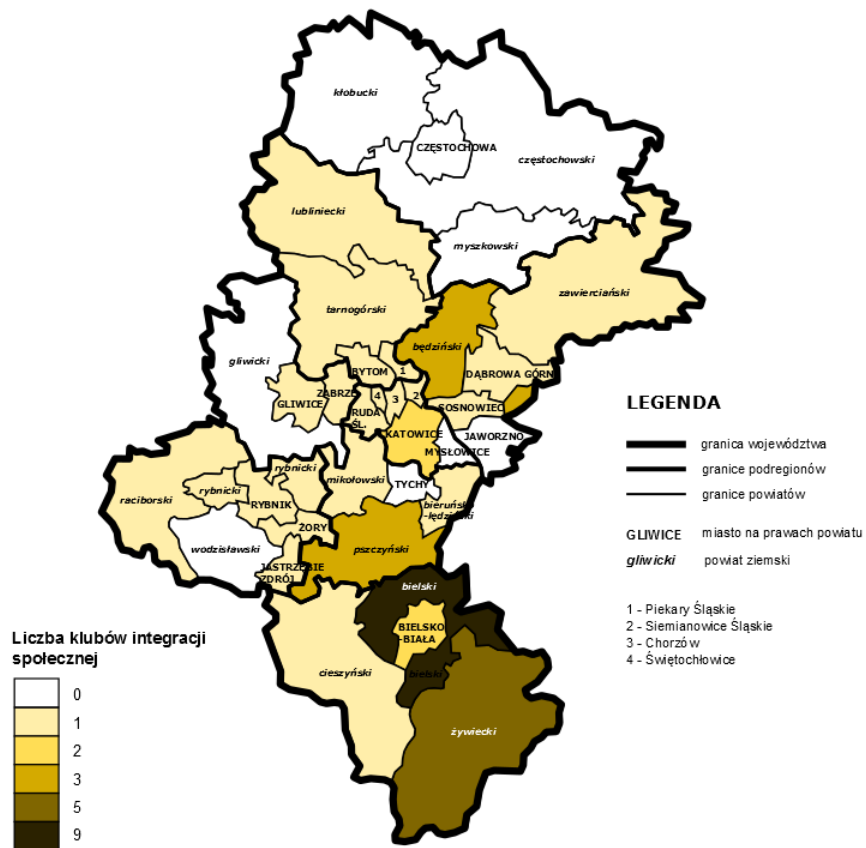 kłobucki
CZĘSTOCHOWA
częstochowski
lubliniecki
myszkowski
zawierciański
tarnogórski
będziński
gliwicki
BYTOM
1
DĄBROWA GÓRN.
GLIWICE
ZABRZE
RUDA
ŚL.
4
3
2
SOSNOWIEC
KATOWICE
JAWORZNO
MYSŁOWICE
raciborski
rybnicki
rybnicki
RYBNIK
mikołowski
TYCHY
bieruńsko
-lędziński
ŻORY
wodzisławski
JASTRZĘBIE
ZDRÓJ
pszczyński
bielski
BIELSKO
-BIAŁA
cieszyński
bielski
żywiecki
LEGENDA
granica województwa
granice podregionów
granice powiatów
GLIWICE miasto na prawach powiatu
gliwicki powiat ziemski
1 - Piekary Śląskie
2 - Siemianowice Śląskie
3 - Chorzów
4 - Świętochłowice
Liczba klubów integracji
społecznej
0
1
2
3
5
9